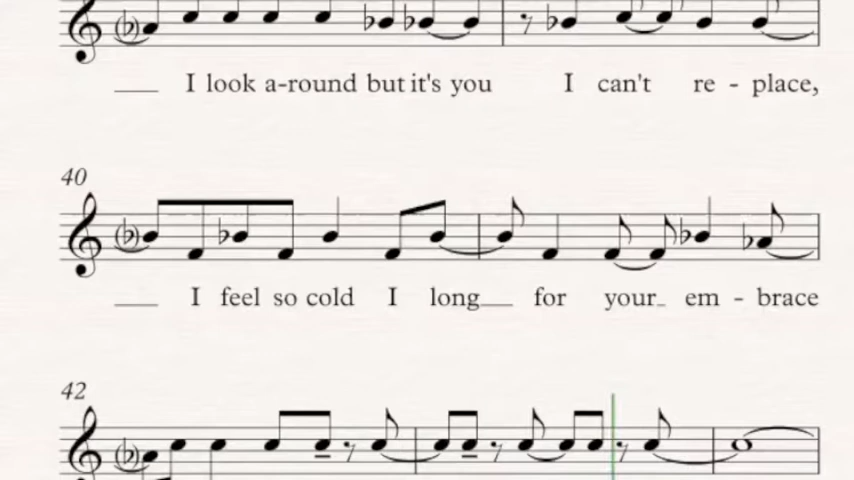 I look a-round but it's you I can't re - place,
40
I feel so cold I long for your em - brace
42